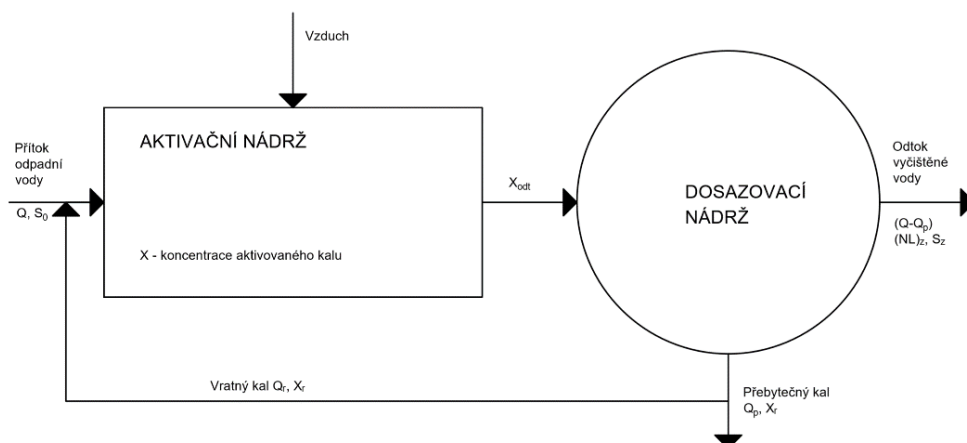 Vzduch
Přítok
odpadní
vody
Q, S₀
AKTIVAČNÍ NÁDRŽ
X - koncentrace aktivovaného kalu
Xodt
DOSAZOVACÍ
NÁDRŽ
Odtok
vyčištěné
vody
(Q-Qp)
(NL)z, Sz
Vratný kal Qr, Xr
Přebytečný kal
Qp, Xr